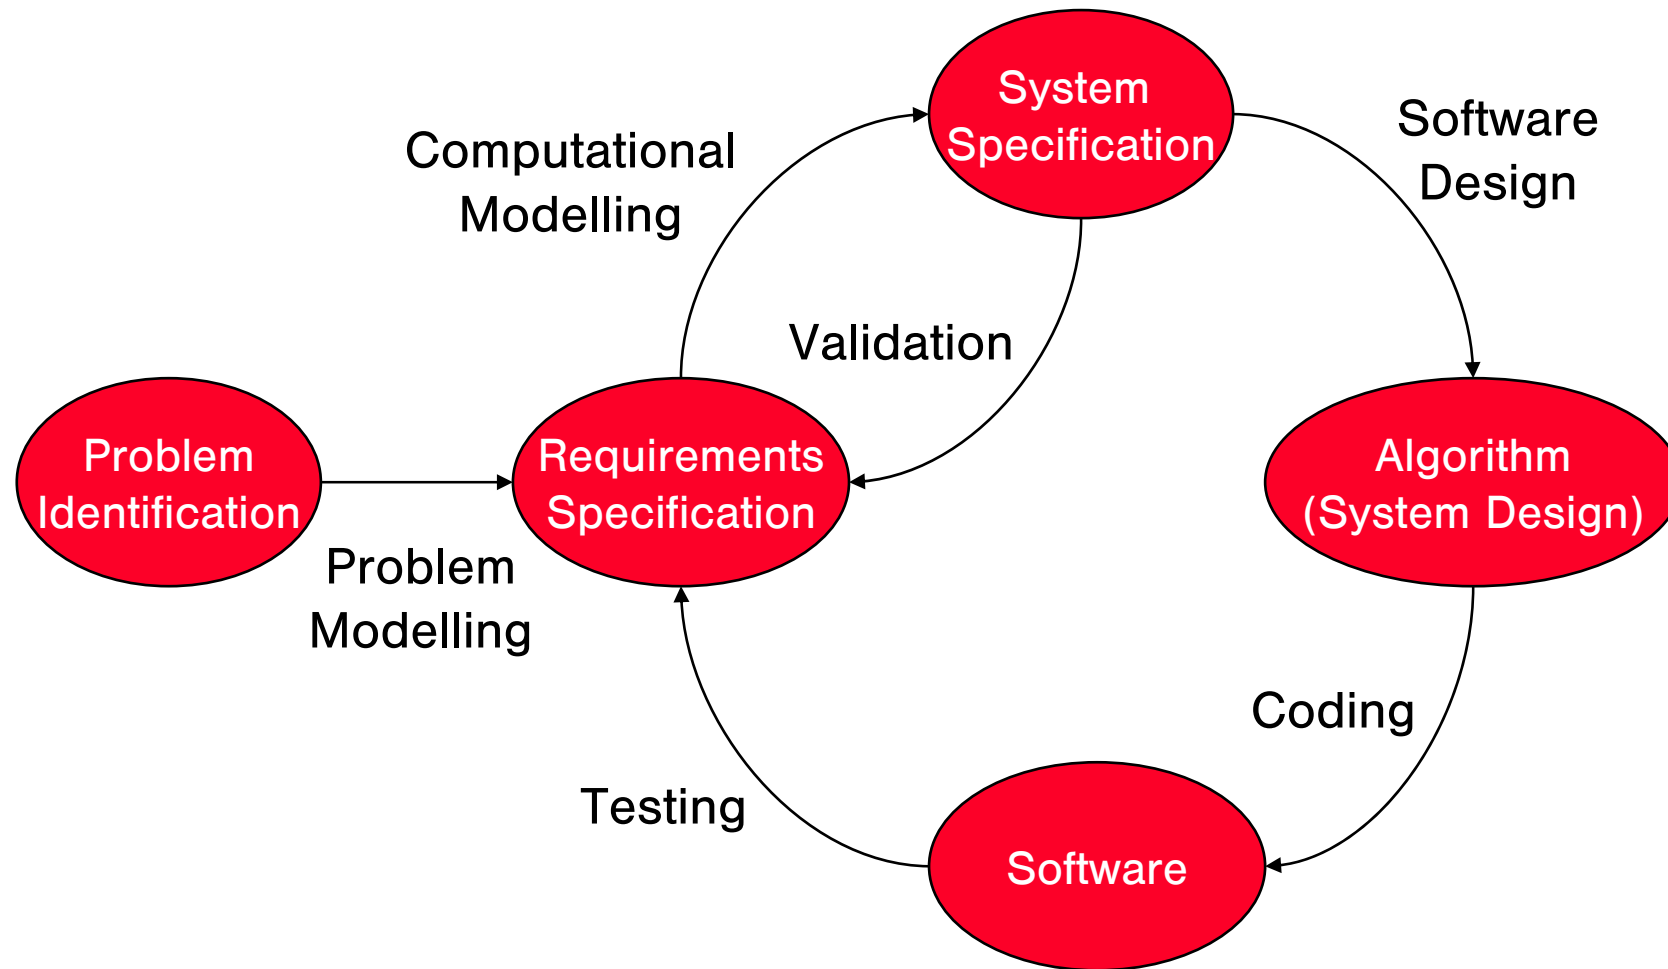 System
Specification
Software
Design
Computational
Modelling
Validation
Problem
Identification
Requirements
Specification
Algorithm
(System Design)
Problem
Modelling
Coding
Testing
Software